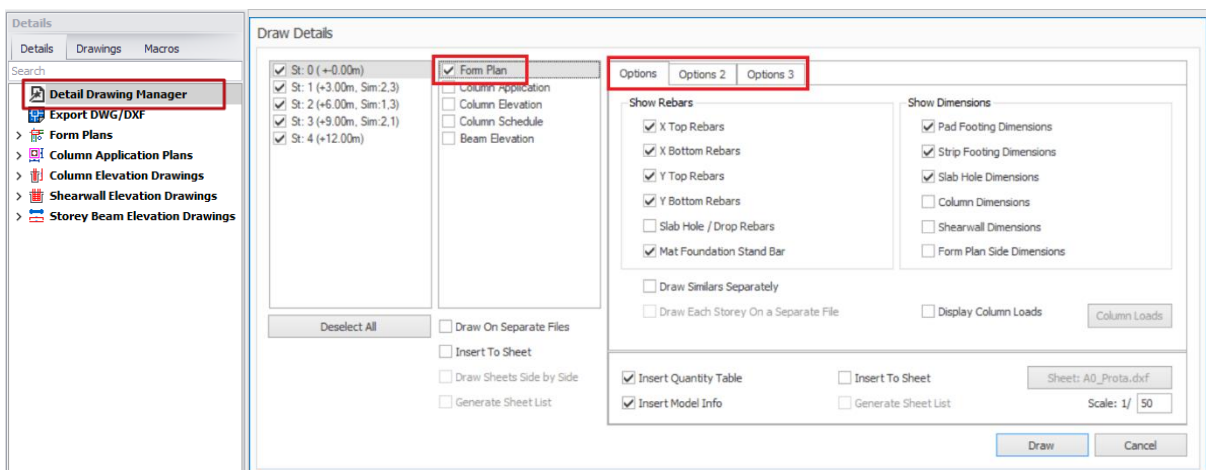 Details
Details Drawings Macros
Search
Detail Drawing Manager
Export DWG/DXF
Form Plans
Column Application Plans
Column Elevation Drawings
Shearwall Elevation Drawings
Storey Beam Elevation Drawings
Draw Details
St: 0 ( +-0.00m)
St: 1 (+3.00m, Sim:2,3)
St: 2 (+6.00m, Sim:1,3)
St: 3 (+9.00m, Sim:2,1)
St: 4 (+12.00m)
Deselect All
Form Plan
Column Application
Column Elevation
Column Schedule
Beam Elevation
Draw On Separate Files
Insert To Sheet
Draw Sheets Side by Side
Generate Sheet List
Options Options 2 Options 3
Show Rebars
X Top Rebars
X Bottom Rebars
Y Top Rebars
Y Bottom Rebars
Slab Hole / Drop Rebars
Mat Foundation Stand Bar
Show Dimensions
Pad Footing Dimensions
Strip Footing Dimensions
Slab Hole Dimensions
Column Dimensions
Shearwall Dimensions
Form Plan Side Dimensions
Draw Similars Separately
Draw Each Storey On a Separate File
Display Column Loads Column Loads
Insert Quantity Table Insert To Sheet Sheet: A0_Prota.dxf
Insert Model Info Generate Sheet List Scale: 1/ 50
Draw Cancel